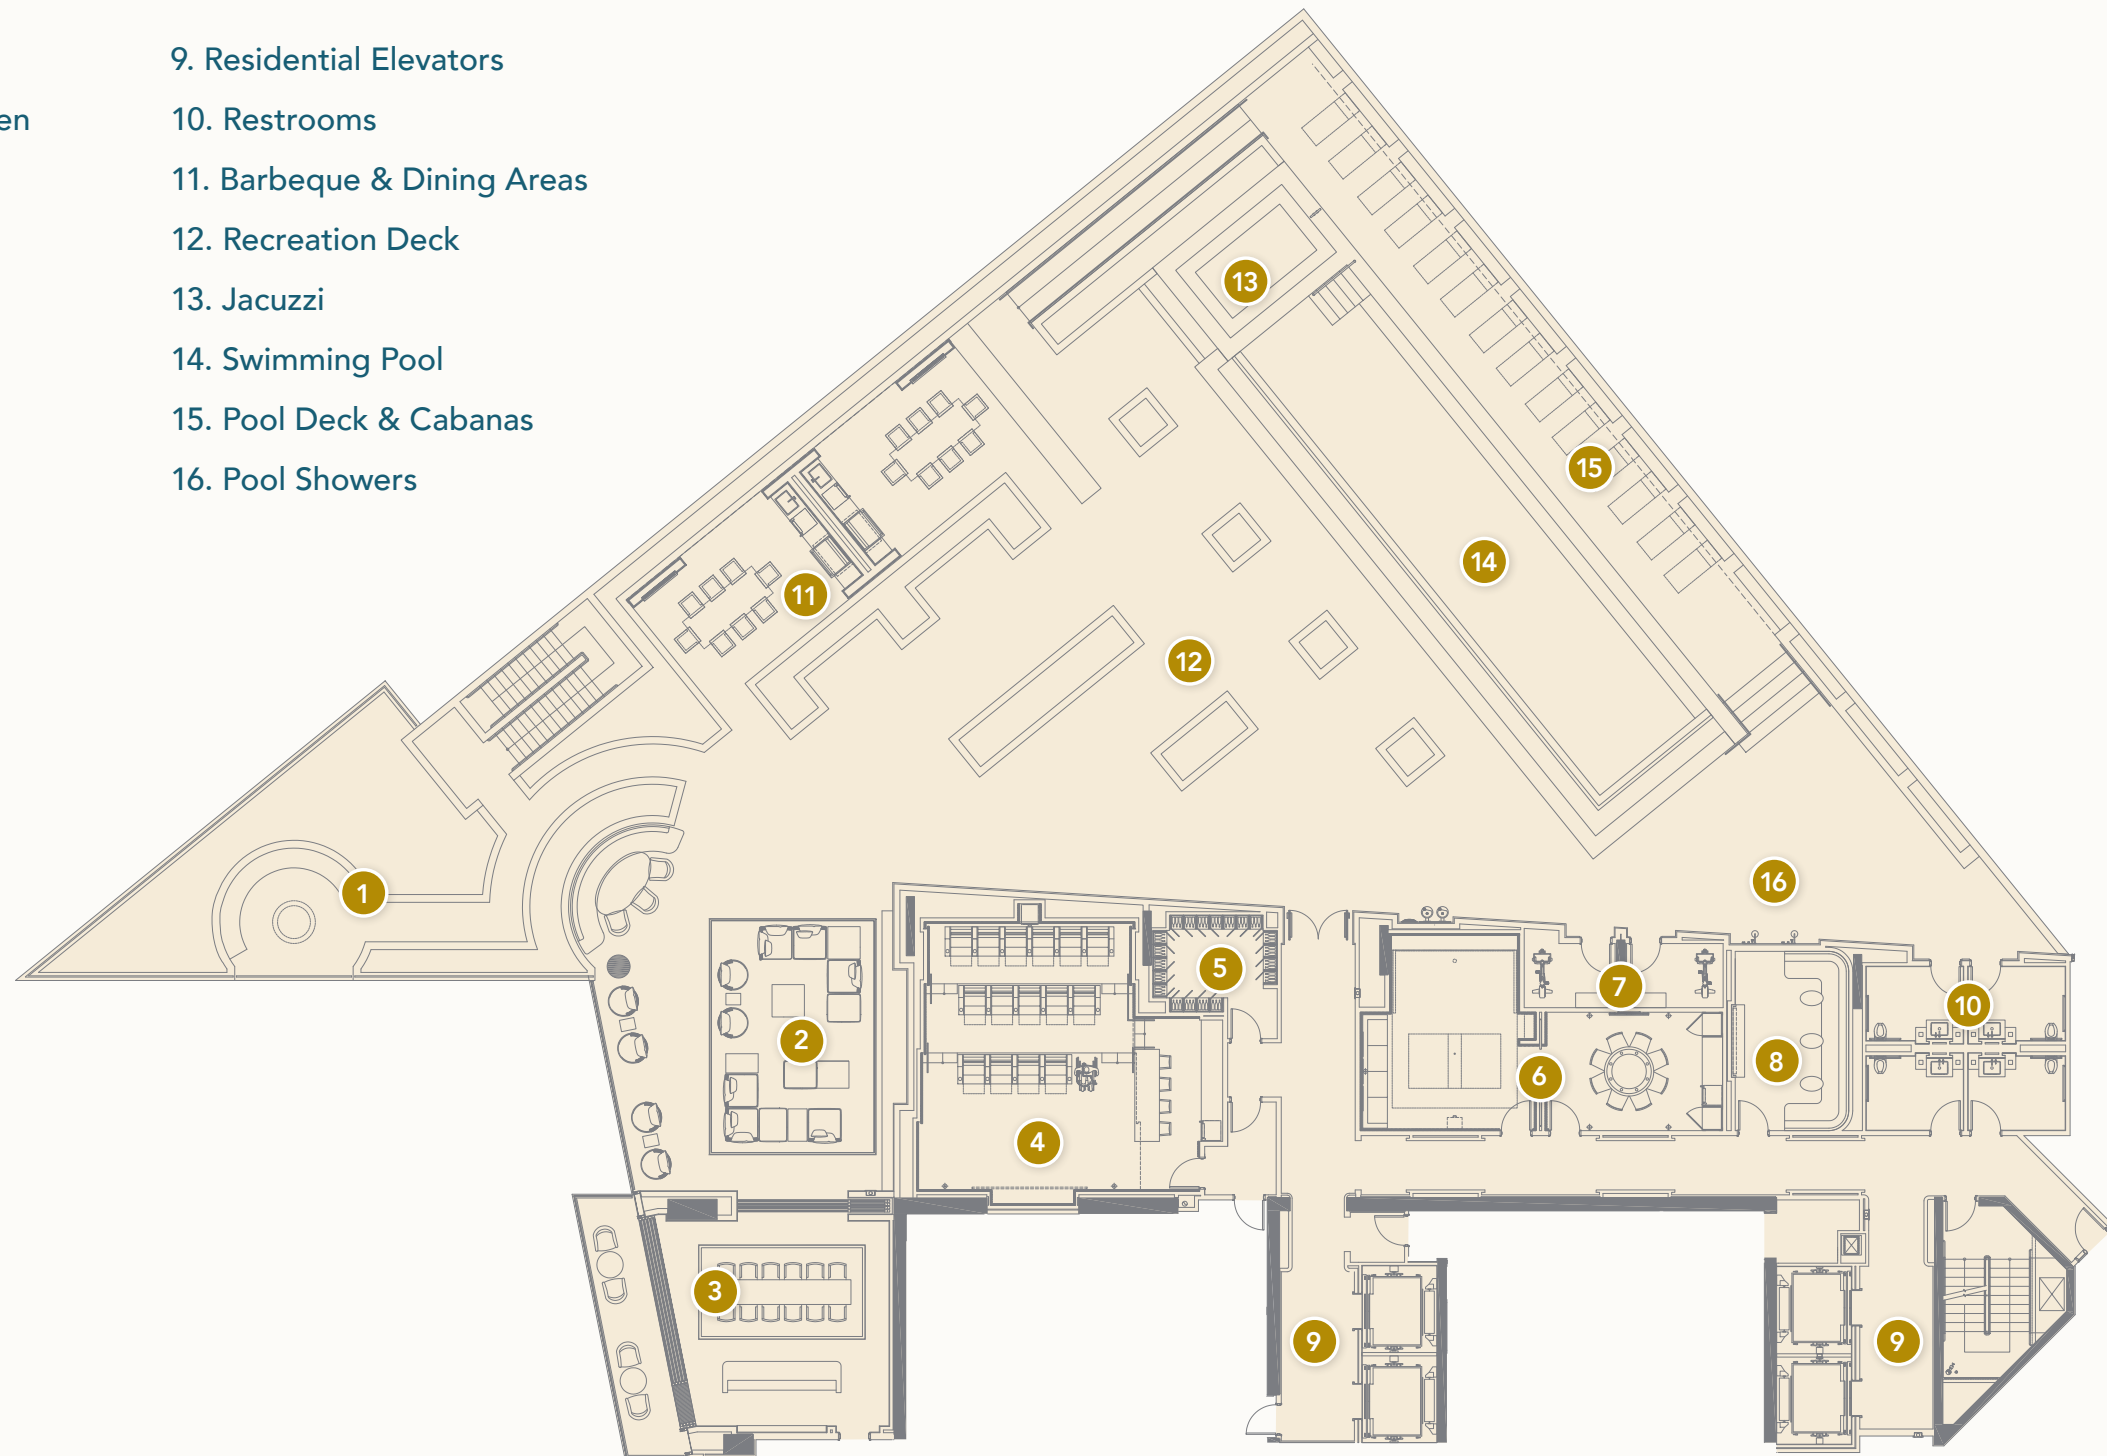 9. Residential Elevators
en
10. Restrooms
11. Barbeque & Dining Areas
12. Recreation Deck
13. Jacuzzi
14. Swimming Pool
15. Pool Deck & Cabanas
16. Pool Showers
13
15
14
11
12
16
1
5
7
10
2
8
6
4
3
9
9